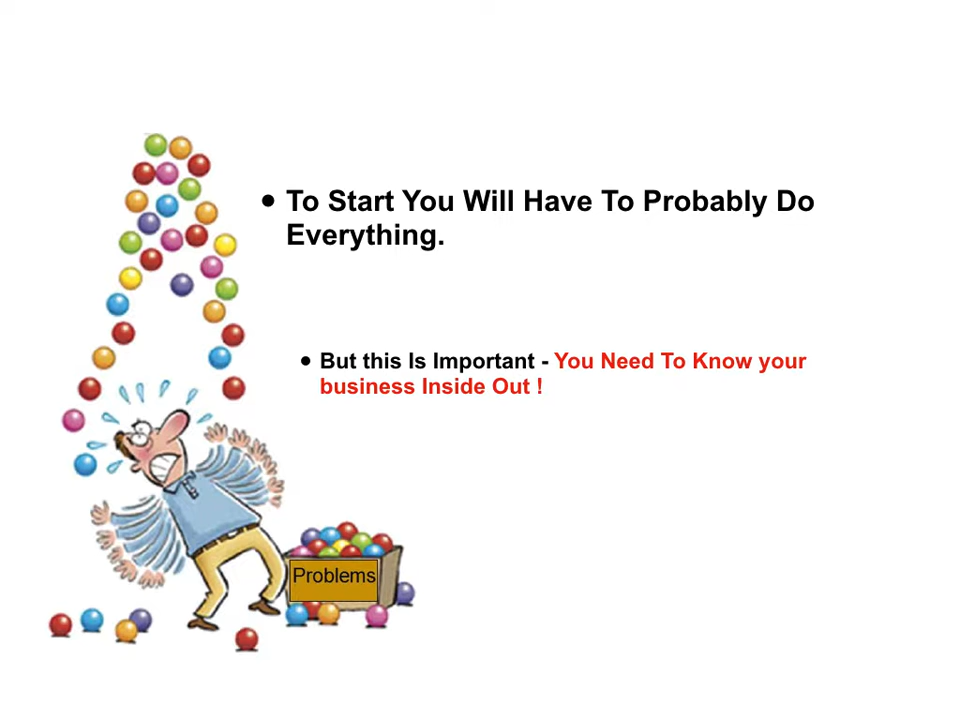 • To Start You Will Have To Probably Do
Everything.
• But this Is Important - You Need To Know your
business Inside Out !
Problems